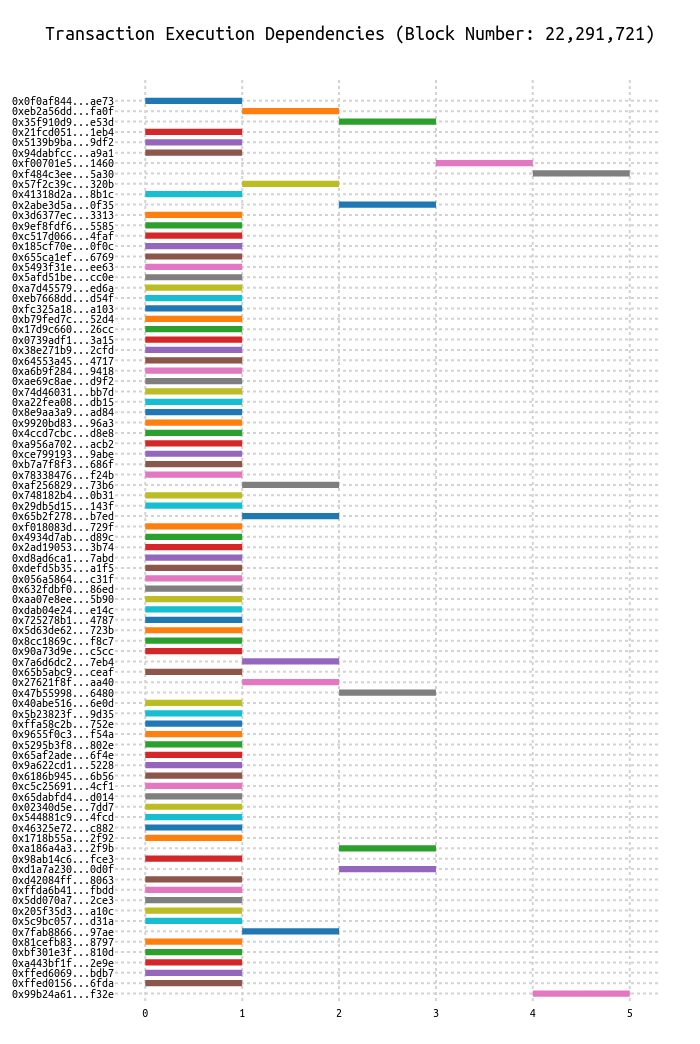 Transaction Execution Dependencies (Block Number: 22,291,721)
0x0f0af844...ae73
0xeb2a56dd...fa0f
0x35f910d9...e53d
0x21fcd051...1eb4
0x5139b9ba...9df2
0x94dabfcc...a9a1
0xf00701e5...1460
0xf484c3ee...5a30
0x57f2c39c...320b
0x41318d2a...8b1c
0x2abe3d5a...0f35
0x3d6377ec...3313
0x9ef8fdf6...5585
0xc517d066...4faf
0x185cf70e...0f0c
0x655ca1ef...6769
0x5493f31e...ee63
0x5afd51be...cc0e
0xa7d45579...ed6a
0xeb7668dd...d54f
0xfc325a18...a103
0xb79fed7c...52d4
0x17d9c660...26cc
0x0739adf1...3a15
0x38e271b9...2cfd
0x64553a45...4717
0xa6b9f284...9418
0xae69c8ae...d9f2
0x74d46031...bb7d
0xa22fea08...db15
0x8e9aa3a9...ad84
0x9920bd83...96a3
0x4ccd7cbc...d8e8
0xa956a702...acb2
0xce799193...9abe
0xb7a7f8f3...686f
0x78338476...f24b
0xaf256829...73b6
0x748182b4...0b31
0x29db5d15...143f
0x65b2f278...b7ed
0xf018083d...729f
0x4934d7ab...d89c
0x2ad19053...3b74
0xd8ad6ca1...7abd
0xdefd5b35...a1f5
0x056a5864...c31f
0x632fdbf0...86ed
0xaa07e8ee...5b90
0xdab04e24...e14c
0x725278b1...4787
0x5d63de62...723b
0x8cc1869c...f8c7
0x90a73d9e...c5cc
0x7a6d6dc2...7eb4
0x65b5abc9...ceaf
0x27621f8f...aa40
0x47b55998...6480
0x40abe516...6e0d
0x5b23823f...9d35
0xffa58c2b...752e
0x9655f0c3...f54a
0x5295b3f8...802e
0x65af2ade...6f4e
0x9a622cd1...5228
0x6186b945...6b56
0xc5c25691...4cf1
0x65dabfd4...d014
0x02340d5e...7dd7
0x544881c9...4fcd
0x46325e72...c882
0x1718b55a...2f92
0xa186a4a3...2f9b
0x98ab14c6...fce3
0xd1a7a230...0d0f
0xd42084ff...8063
0xffda6b41...fbdd
0x5dd070a7...2ce3
0x205f35d3...a10c
0x5c9bc057...d31a
0x7fab8866...97ae
0x81cefb83...8797
0xbf301e3f...810d
0xa443bf1f...2e9e
0xffed6069...bdb7
0xffed0156...6fda
0x99b24a61...f32e
0 1 2 3 4 5